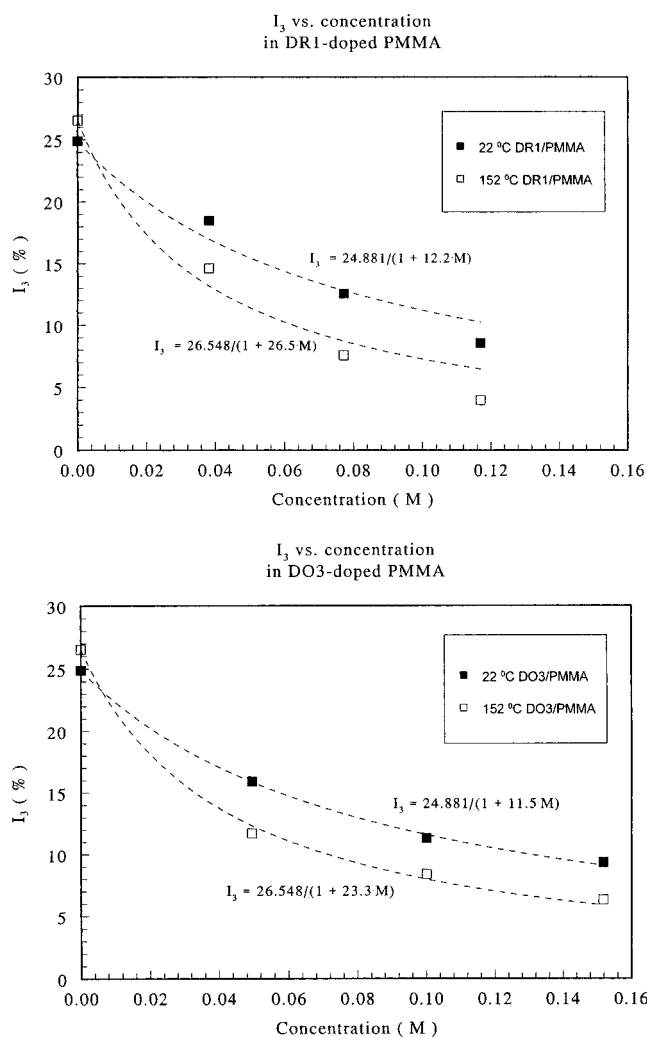 I₃ vs. concentration
in DR1-doped PMMA
30
25
20
15
10
5
0
I₃ ( % )
■ 22 ⁰C DR1/PMMA
□ 152 ⁰C DR1/PMMA
I₃ = 24.881/(1 + 12.2·M)
I₃ = 26.548/(1 + 26.5·M)
0.00 0.02 0.04 0.06 0.08 0.10 0.12 0.14 0.16
Concentration ( M )
I₃ vs. concentration
in DO3-doped PMMA
30
25
20
15
10
5
0
I₃ ( % )
■ 22 ⁰C DO3/PMMA
□ 152 ⁰C DO3/PMMA
I₃ = 24.881/(1 + 11.5·M)
I₃ = 26.548/(1 + 23.3·M)
0.00 0.02 0.04 0.06 0.08 0.10 0.12 0.14 0.16
Concentration ( M )